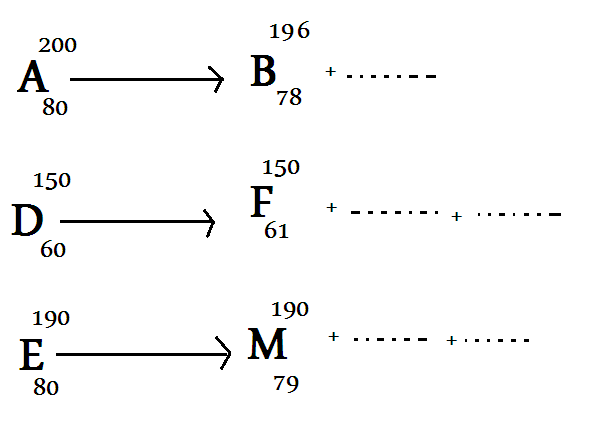 A 200 80 → B 196 78 + ------
D 150 60 → F 150 61 + ------ + ------
E 190 80 → M 190 79 + ------ + ------